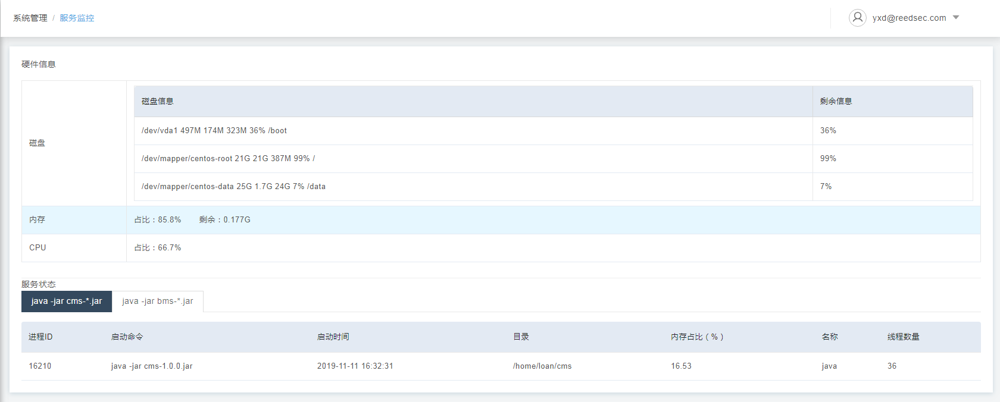 系统管理 / 服务监控
yxd@reedsec.com
硬件信息
磁盘
磁盘信息 剩余信息
/dev/vda1 497M 174M 323M 36% /boot 36%
/dev/mapper/centos-root 21G 21G 387M 99% / 99%
/dev/mapper/centos-data 25G 1.7G 24G 7% /data 7%
内存 占比：85.8% 剩余：0.177G
CPU 占比：66.7%
服务状态
java -jar cms-*.jar java -jar bms-*.jar
进程ID 启动命令 启动时间 目录 内存占比（%） 名称 线程数量
16210 java -jar cms-1.0.0.jar 2019-11-11 16:32:31 /home/loan/cms 16.53 java 36